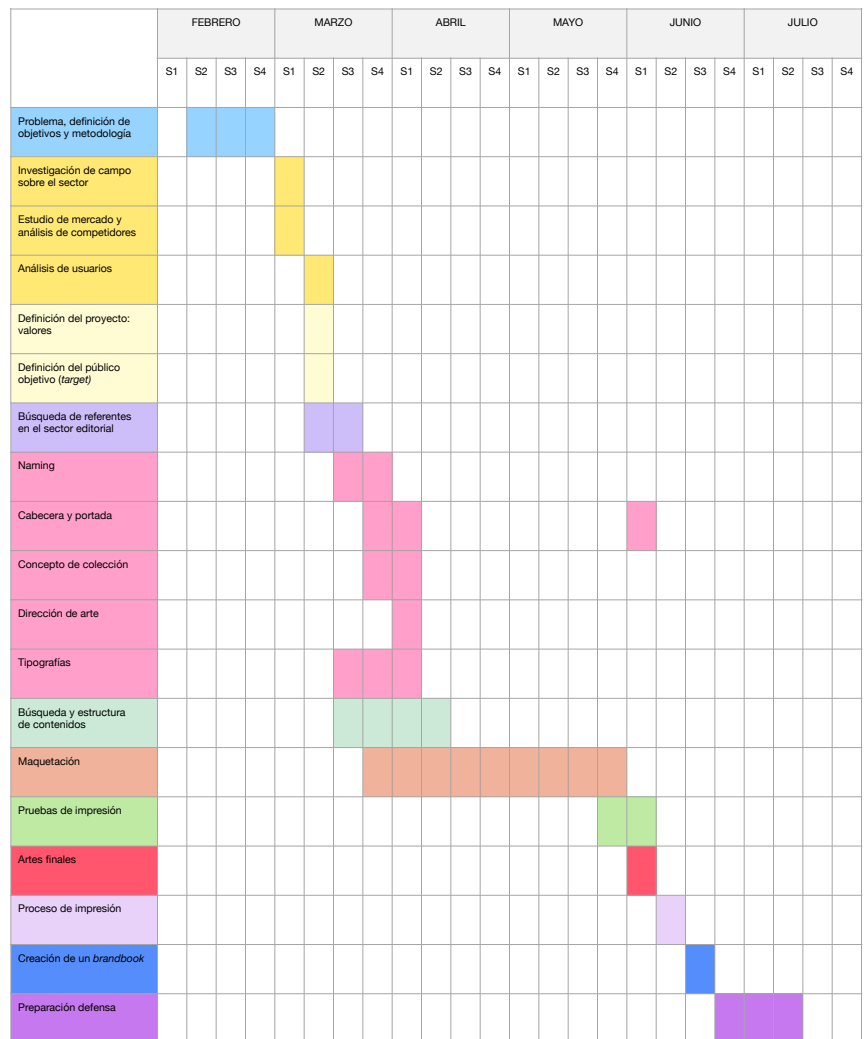 FEBRERO MARZO ABRIL MAYO JUNIO JULIO
S1 S2 S3 S4 S1 S2 S3 S4 S1 S2 S3 S4 S1 S2 S3 S4 S1 S2 S3 S4 S1 S2 S3 S4
Problema, definición de
objetivos y metodología
Investigación de campo
sobre el sector
Estudio de mercado y
análisis de competidores
Análisis de usuarios
Definición del proyecto:
valores
Definición del público
objetivo (target)
Búsqueda de referentes
en el sector editorial
Naming
Cabecera y portada
Concepto de colección
Dirección de arte
Tipografías
Búsqueda y estructura
de contenidos
Maquetación
Pruebas de impresión
Artes finales
Proceso de impresión
Creación de un brandbook
Preparación defensa